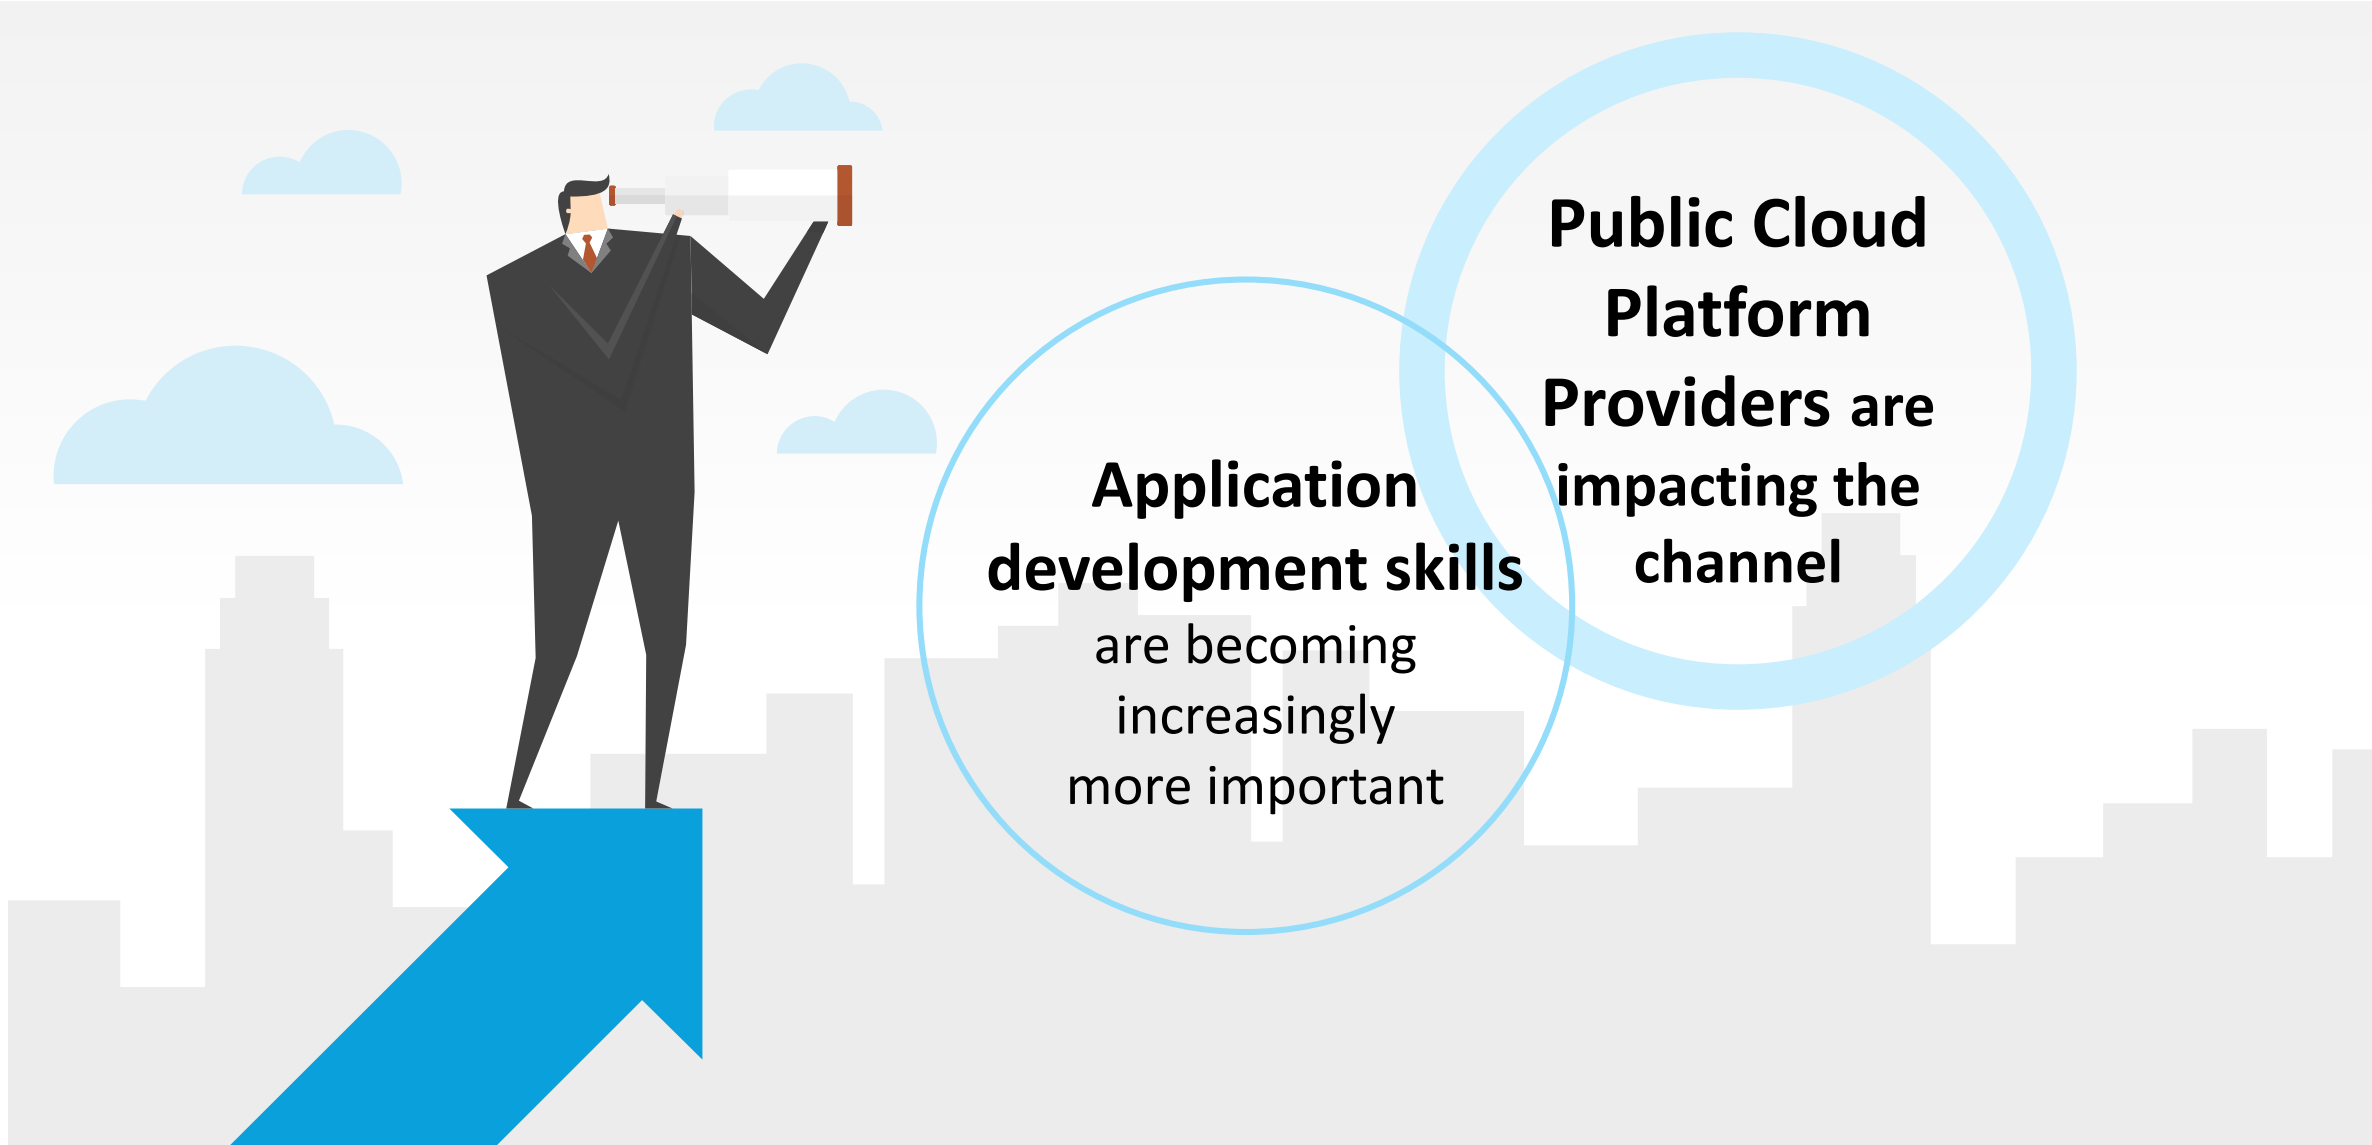 Public Cloud
Platform
Providers are
impacting the
channel
Application
development skills
are becoming
increasingly
more important